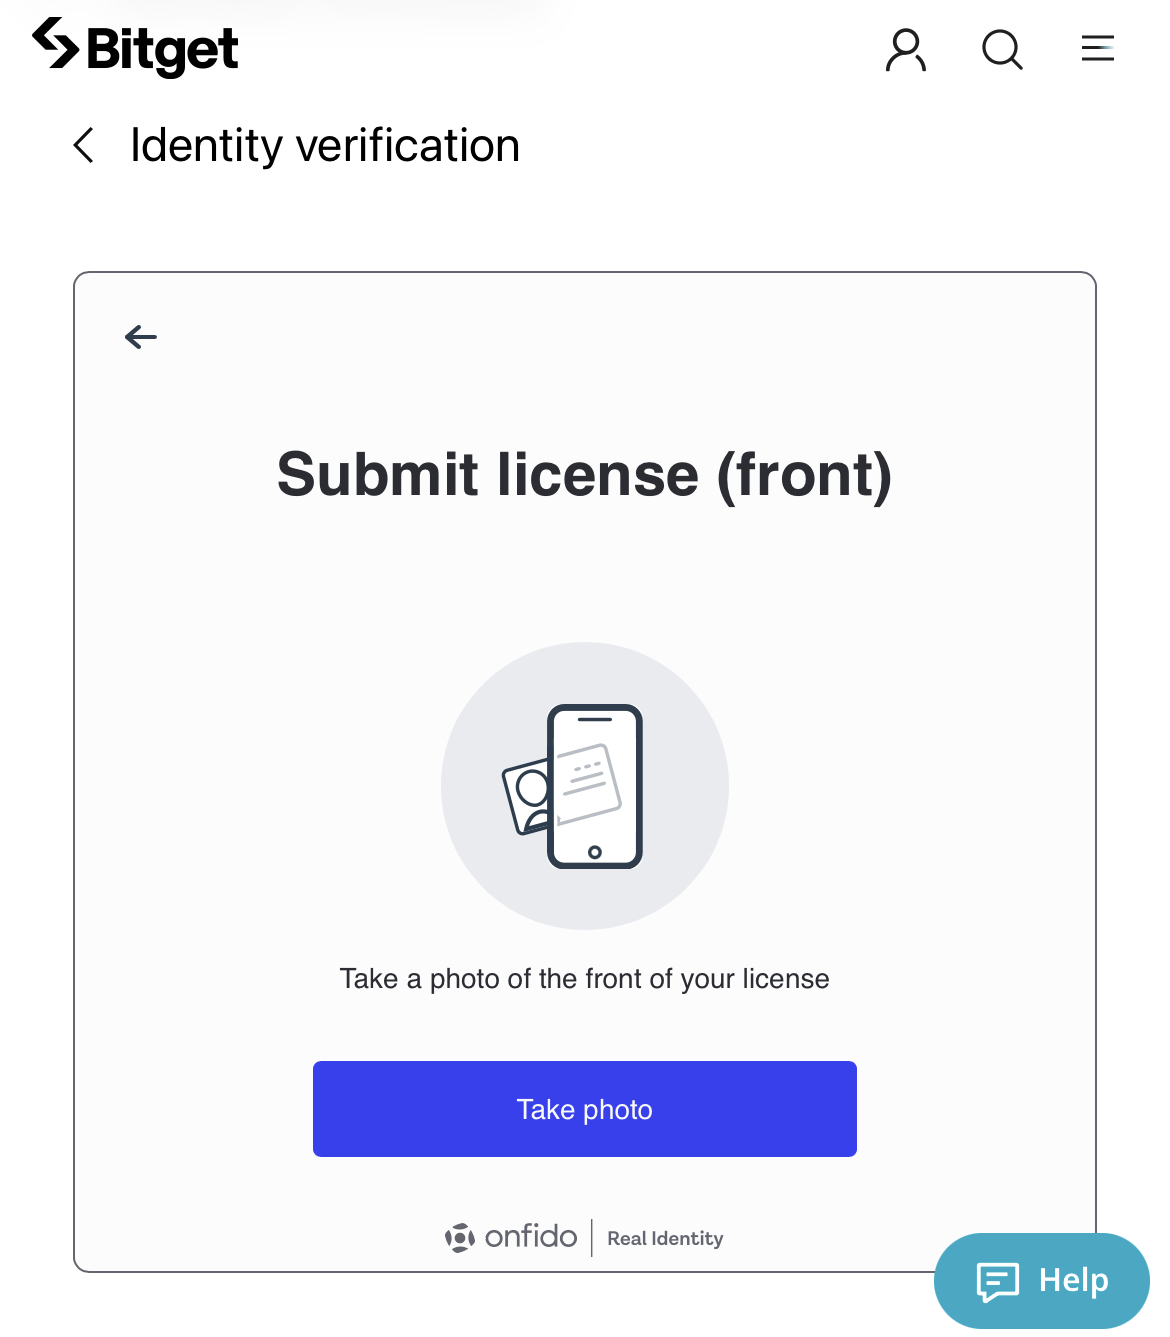 Bitget
Identity verification
Submit license (front)
Take a photo of the front of your license
Take photo
onfido | Real Identity
Help